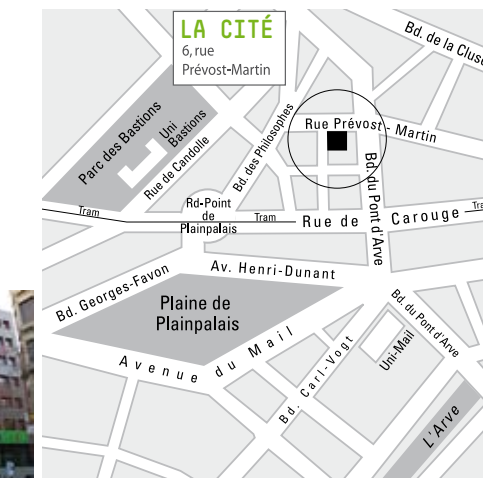 LA CITÉ
6, rue
Prévost-Martin
Bd. de la Cluse
Parc des Bastions
Uni
Bastions
Rue de Candolle
Bd. des Philosophes
Rue Prévost - Martin
Bd. du Pont d'Arve
Tram
Rd-Point
de
Plainpalais
Tram
Rue de Carouge
Tra
Bd. Georges-Favon
Av. Henri-Dunant
Plaine de
Plainpalais
Avenue du Mail
Bd. Carl-Vogt
Uni-Mail
Bd. du Pont d'Arve
L'Arve